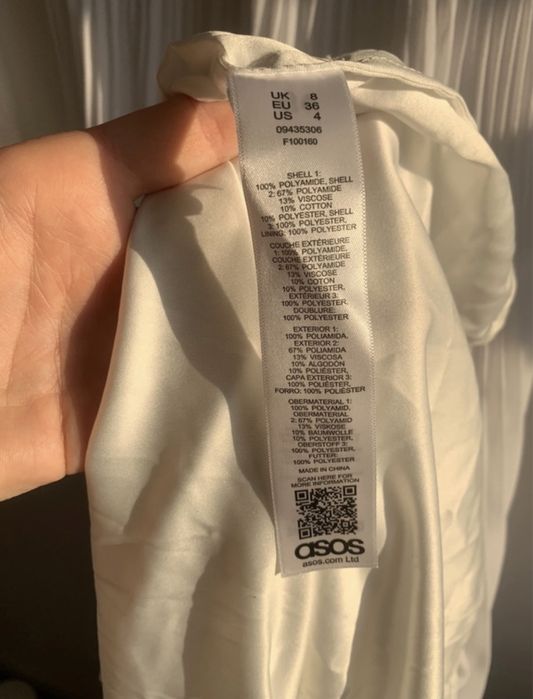 UK 8
EU 36
US 4
09435306
F100160
SHELL 1:
100% POLYAMIDE, SHELL
2: 67% POLYAMIDE
13% VISCOSE
10% COTTON
10% POLYESTER, SHELL
3: 100% POLYESTER,
LINING: 100% POLYESTER
COUCHE EXTÉRIEURE
1: 100% POLYAMIDE,
COUCHE EXTÉRIEURE
2: 67% POLYAMIDE
13% VISCOSE
10% COTON
10% POLYESTER,
EXTÉRIEUR 3:
100% POLYESTER,
DOUBLURE:
100% POLYESTER
EXTERIOR 1:
100% POLIAMIDA,
EXTERIOR 2:
67% POLIAMIDA
13% VISCOSA
10% ALGODÓN
10% POLIÉSTER,
CAPA EXTERIOR 3:
100% POLIÉSTER,
FORRO: 100% POLIÉSTER
OBERMATERIAL 1:
100% POLYAMID,
OBERMATERIAL
2: 67% POLYAMID
13% VISKOSE
10% BAUMWOLLE
10% POLYESTER,
OBERSTOFF 3:
100% POLYESTER,
FUTTER:
100% POLYESTER
MADE IN CHINA
SCAN HERE FOR
MORE INFORMATION
asos
asos.com Ltd